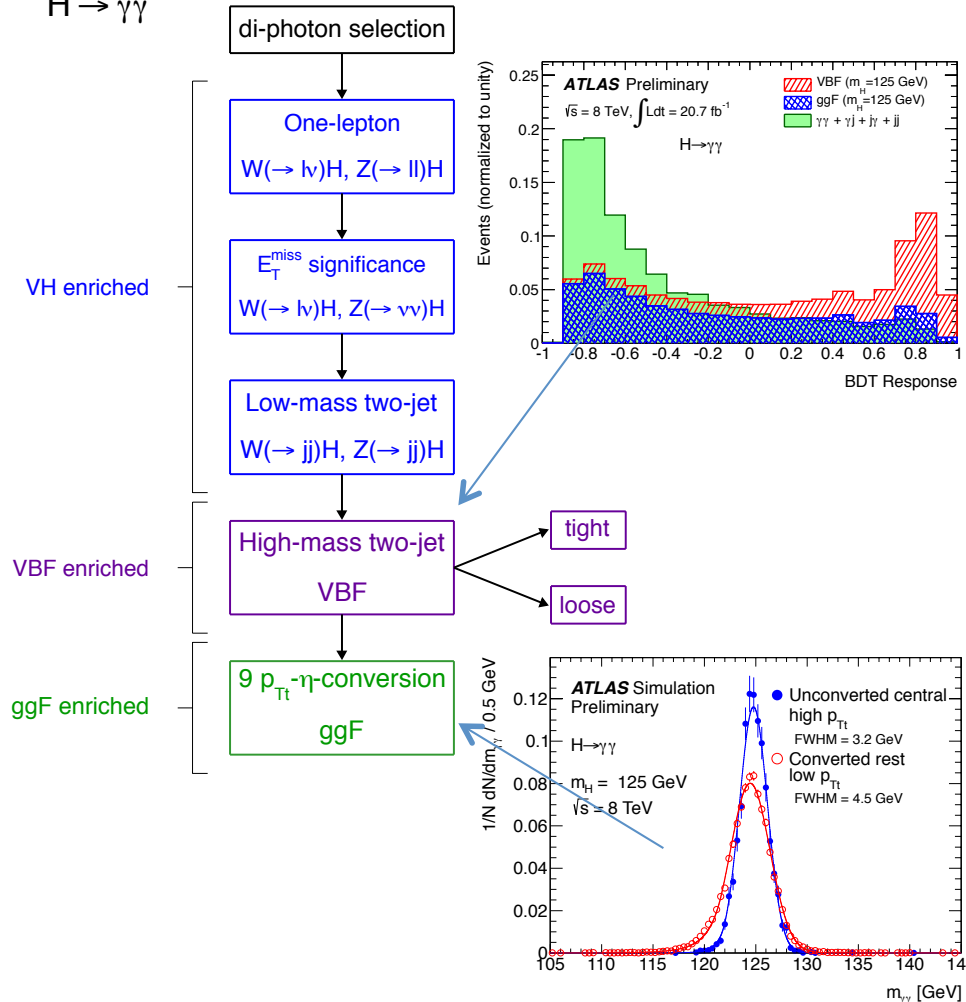 H → γγ
di-photon selection
One-lepton
W(→ lν)H, Z(→ ll)H
E_T^miss significance
W(→ lν)H, Z(→ νν)H
VH enriched
Low-mass two-jet
W(→ jj)H, Z(→ jj)H
High-mass two-jet
VBF
VBF enriched
tight
loose
9 p_Tt-η-conversion
ggF
ggF enriched
Events (normalized to unity)
0.25
0.2
0.15
0.1
0.05
0
ATLAS Preliminary
√s = 8 TeV, ∫Ldt = 20.7 fb⁻¹
H→γγ
VBF (m_H=125 GeV)
ggF (m_H=125 GeV)
γγ + γj + jγ + jj
-1 -0.8 -0.6 -0.4 -0.2 0 0.2 0.4 0.6 0.8 1
BDT Response
1/N dN/dm_γγ / 0.5 GeV
0.12
0.1
0.08
0.06
0.04
0.02
0
ATLAS Simulation
Preliminary
H→γγ
m_H = 125 GeV
√s = 8 TeV
Unconverted central
high p_Tt
FWHM = 3.2 GeV
Converted rest
low p_Tt
FWHM = 4.5 GeV
105 110 115 120 125 130 135 140 14
m_γγ [GeV]